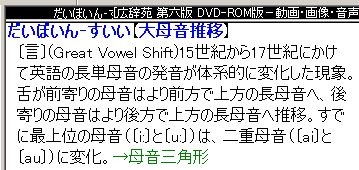 だいぼいん-す広辞苑 第六版 DVD-ROM版－動画・画像・音声
だいぼいん-すいい【大母音推移】
〔言〕(Great Vowel Shift)15世紀から17世紀にかけ
て英語の長単母音の発音が体系的に変化した現象。
舌が前寄りの母音はより前方で上方の長母音へ、後
寄りの母音はより後方で上方の長母音へ推移。すで
に最上位の母音（〔iː〕と〔uː〕）は、二重母音（〔ai〕と
〔au〕）に変化。→母音三角形